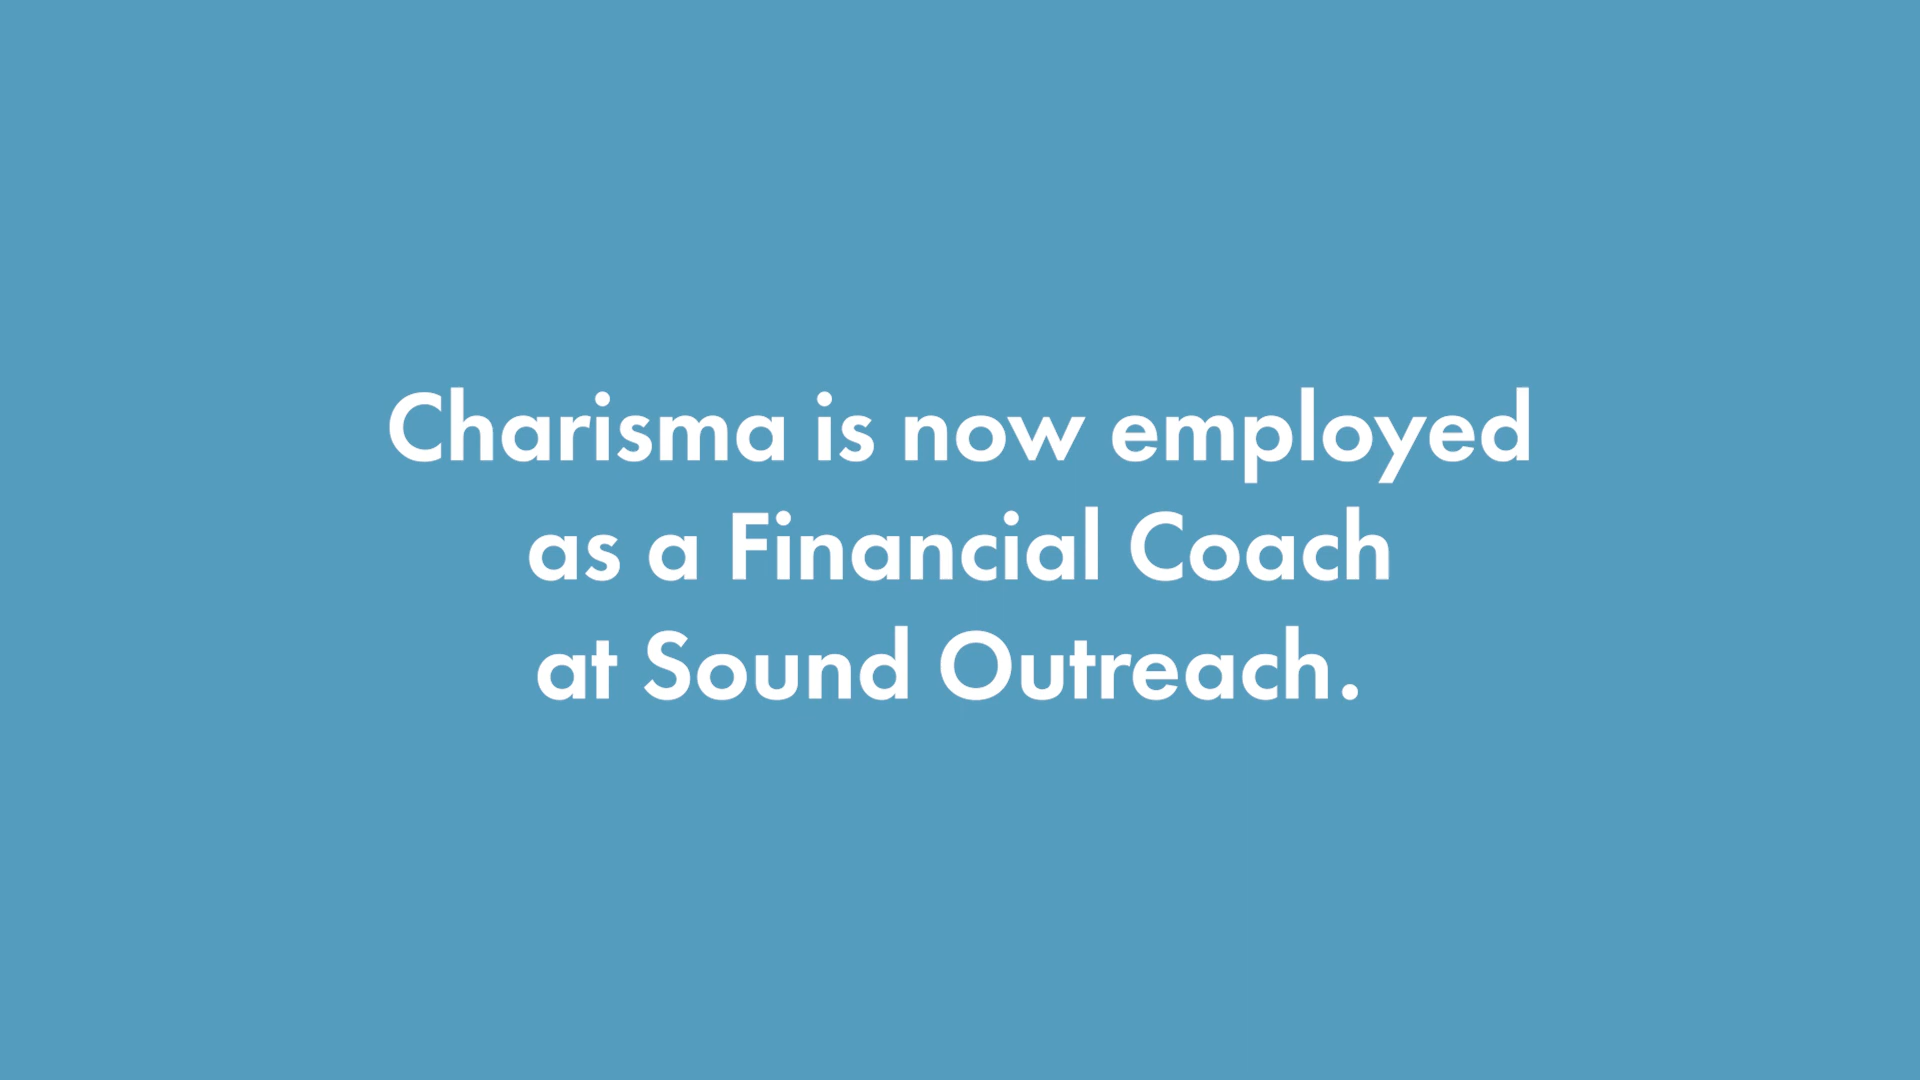 Charisma is now employed
as a Financial Coach
at Sound Outreach.